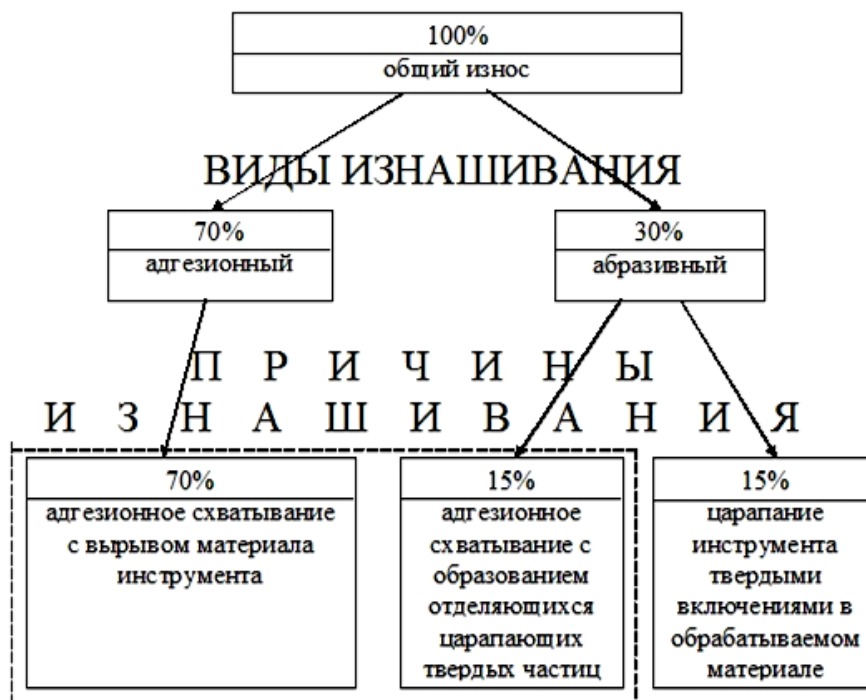 100%
общий износ
ВИДЫ ИЗНАШИВАНИЯ
70%
адгезионный
30%
абразивный
П Р И Ч И Н Ы
И З Н А Ш И В А Н И Я
70%
адгезионное схватывание
с вырывом материала
инструмента
15%
адгезионное
схватывание с
образованием
отделяющихся
царапающих
твердых частиц
15%
царапание
инструмента
твердыми
включениями в
обрабатываемом
материале